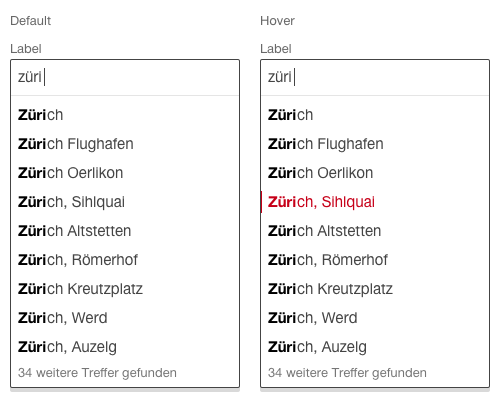 Default
Label
züri
Zürich
Zürich Flughafen
Zürich Oerlikon
Zürich, Sihlquai
Zürich Altstetten
Zürich, Römerhof
Zürich Kreutzplatz
Zürich, Werd
Zürich, Auzelg
34 weitere Treffer gefunden
Hover
Label
züri
Zürich
Zürich Flughafen
Zürich Oerlikon
Zürich, Sihlquai
Zürich Altstetten
Zürich, Römerhof
Zürich Kreutzplatz
Zürich, Werd
Zürich, Auzelg
34 weitere Treffer gefunden